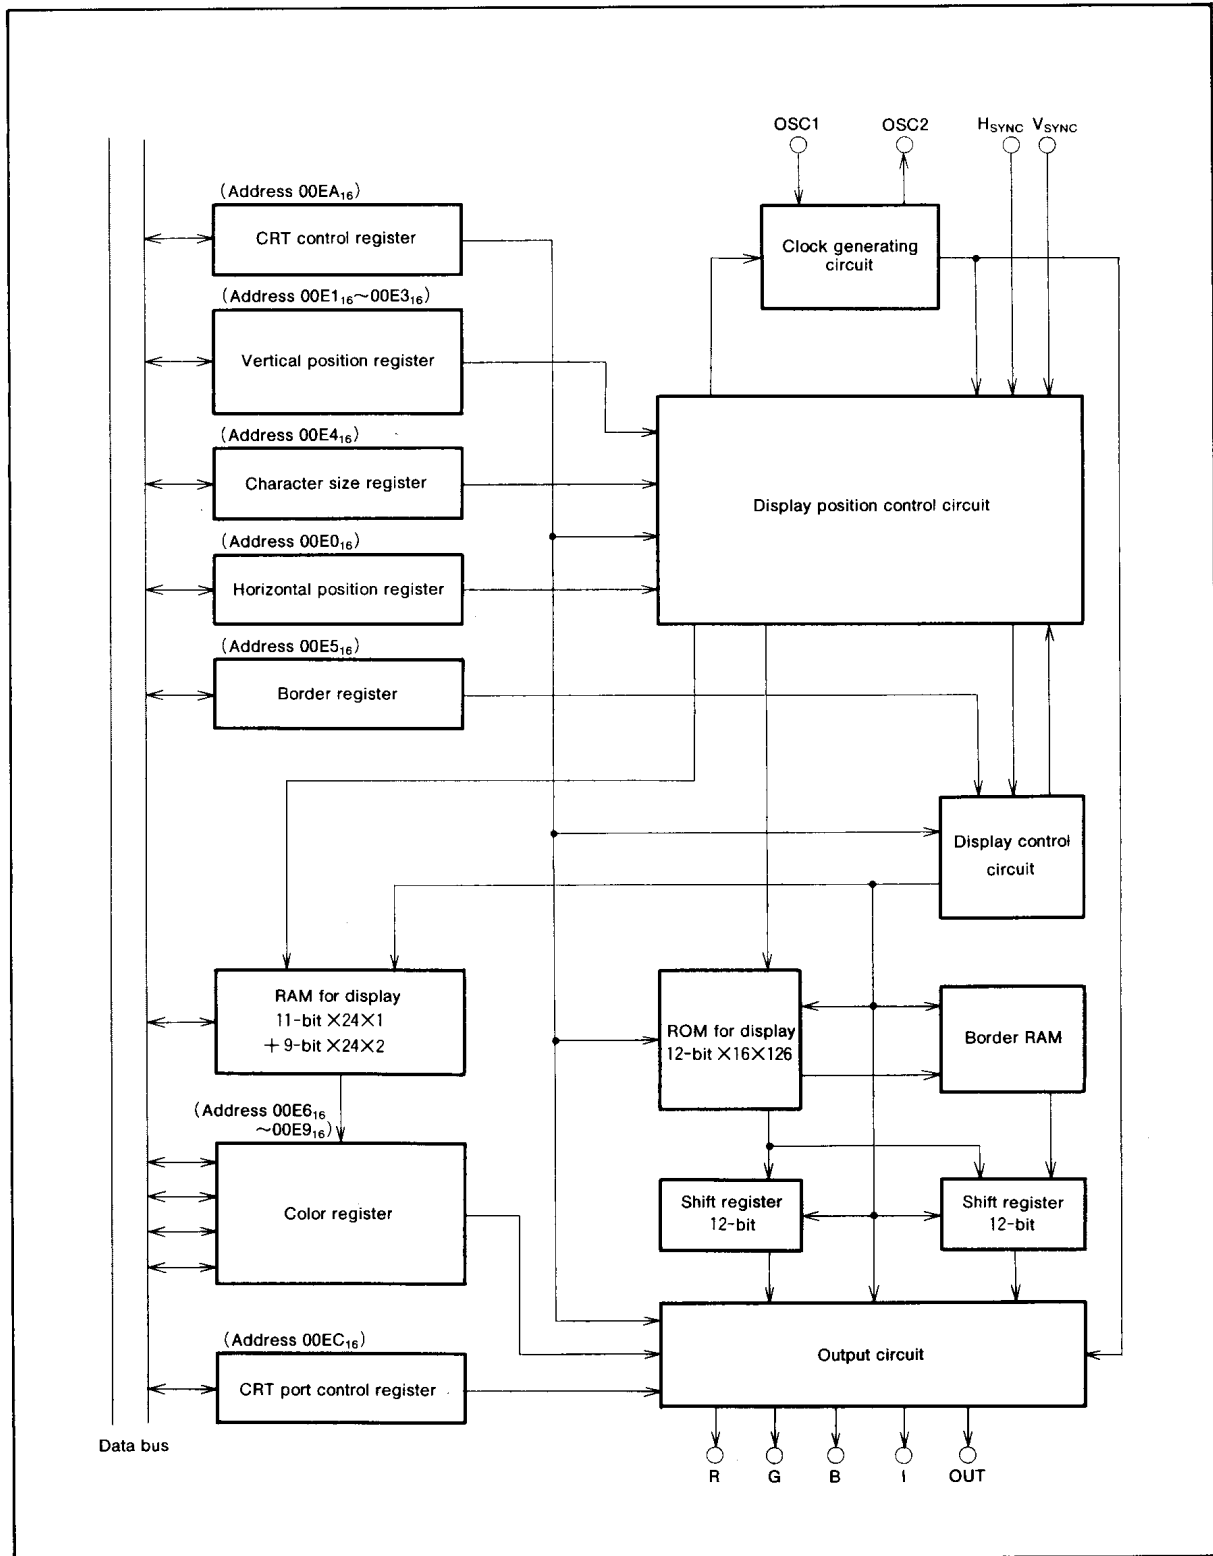 OSC1 OSC2 HSYNC VSYNC
(Address 00EA₁₆)
CRT control register
Clock generating
circuit
(Address 00E1₁₆～00E3₁₆)
Vertical position register
(Address 00E4₁₆)
Character size register
Display position control circuit
(Address 00E0₁₆)
Horizontal position register
(Address 00E5₁₆)
Border register
Display control
circuit
RAM for display
11-bit ×24×1
+9-bit ×24×2
ROM for display
12-bit ×16×126
Border RAM
(Address 00E6₁₆
～00E9₁₆)
Color register
Shift register
12-bit
Shift register
12-bit
(Address 00EC₁₆)
CRT port control register
Output circuit
Data bus
R G B I OUT